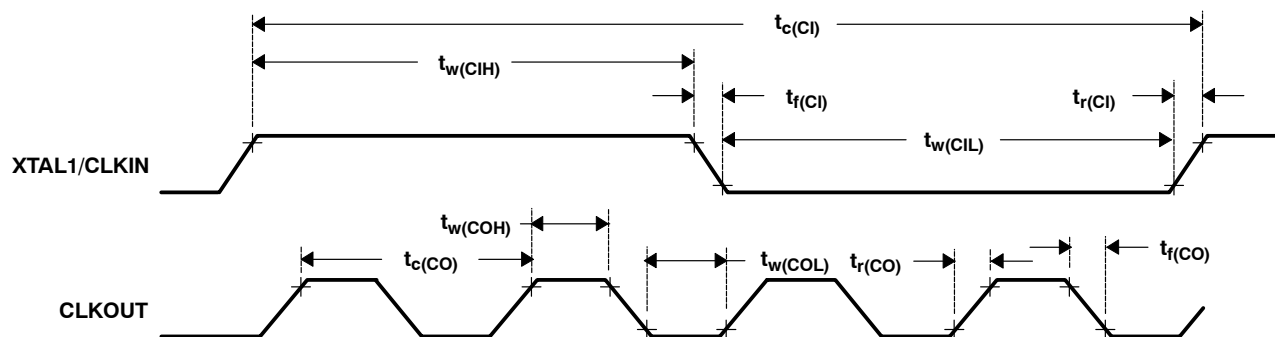 tc(CI)
tw(CIH)
tf(CI)
tr(CI)
tw(CIL)
XTAL1/CLKIN
tw(COH)
tc(CO)
tw(COL)
tr(CO)
tf(CO)
CLKOUT